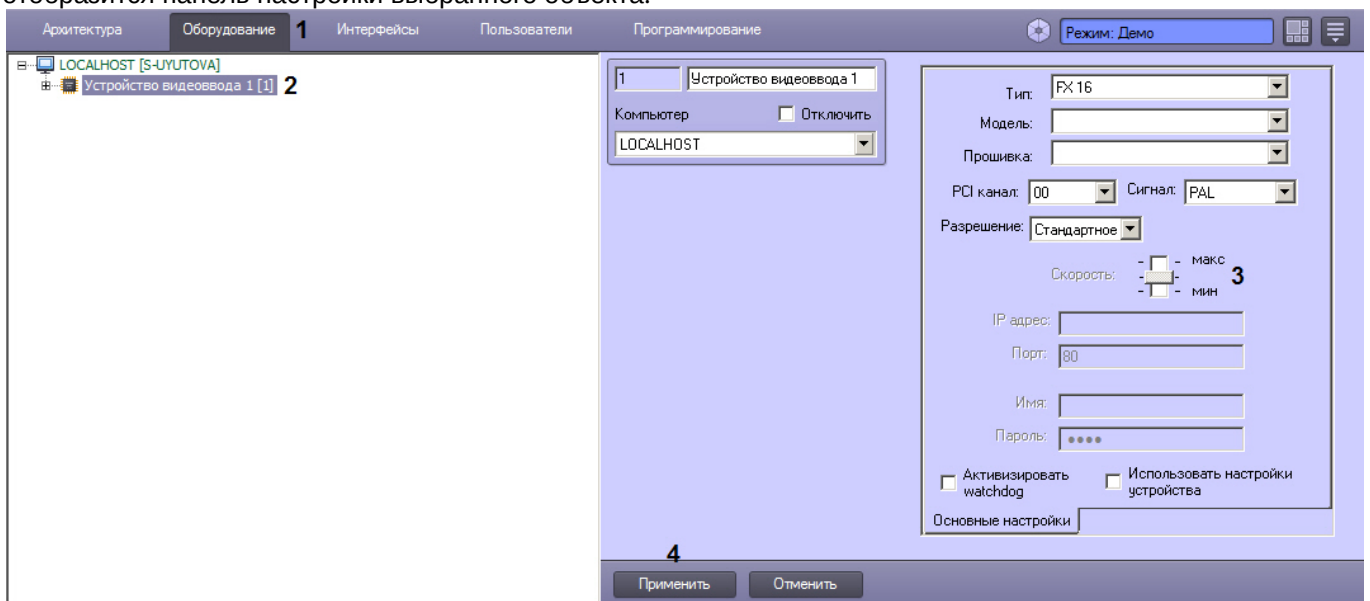 отобразится панель настройки выбранного объекта.
Архитектура Оборудование 1 Интерфейсы Пользователи Программирование Режим: Демо
LOCALHOST [S-UYUTOVA]
Устройство видеоввода 1 [1] 2
1 Устройство видеоввода 1
Компьютер Отключить
LOCALHOST
Тип: FX 16
Модель:
Прошивка:
PCI канал: 00 Сигнал: PAL
Разрешение: Стандартное
Скорость: макс 3
мин
IP адрес:
Порт: 80
Имя:
Пароль: ••••
Активизировать watchdog Использовать настройки устройства
Основные настройки
4
Применить Отменить